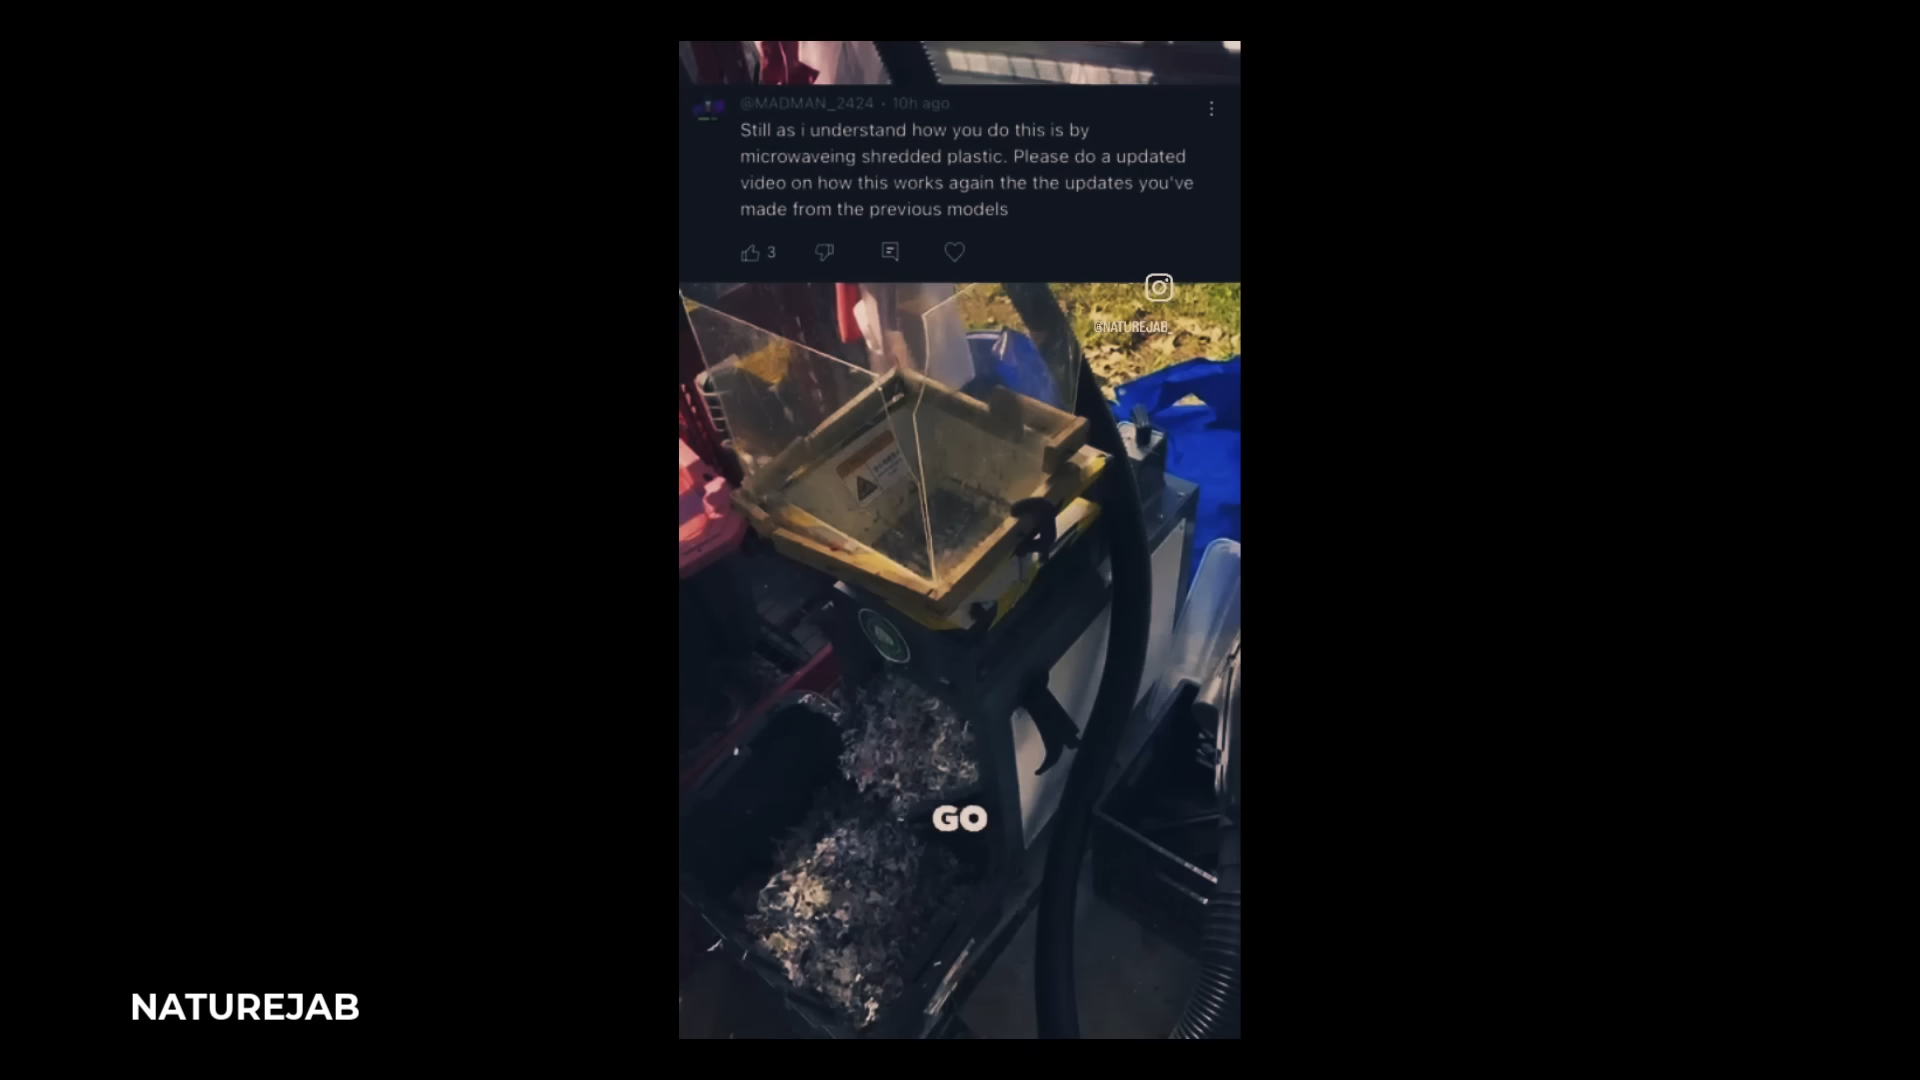 @MADMAN_2424 • 10h ago
Still as i understand how you do this is by
microwaveing shredded plastic. Please do a updated
video on how this works again the the updates you've
made from the previous models
3
@NATUREJAB_
GO
NATUREJAB